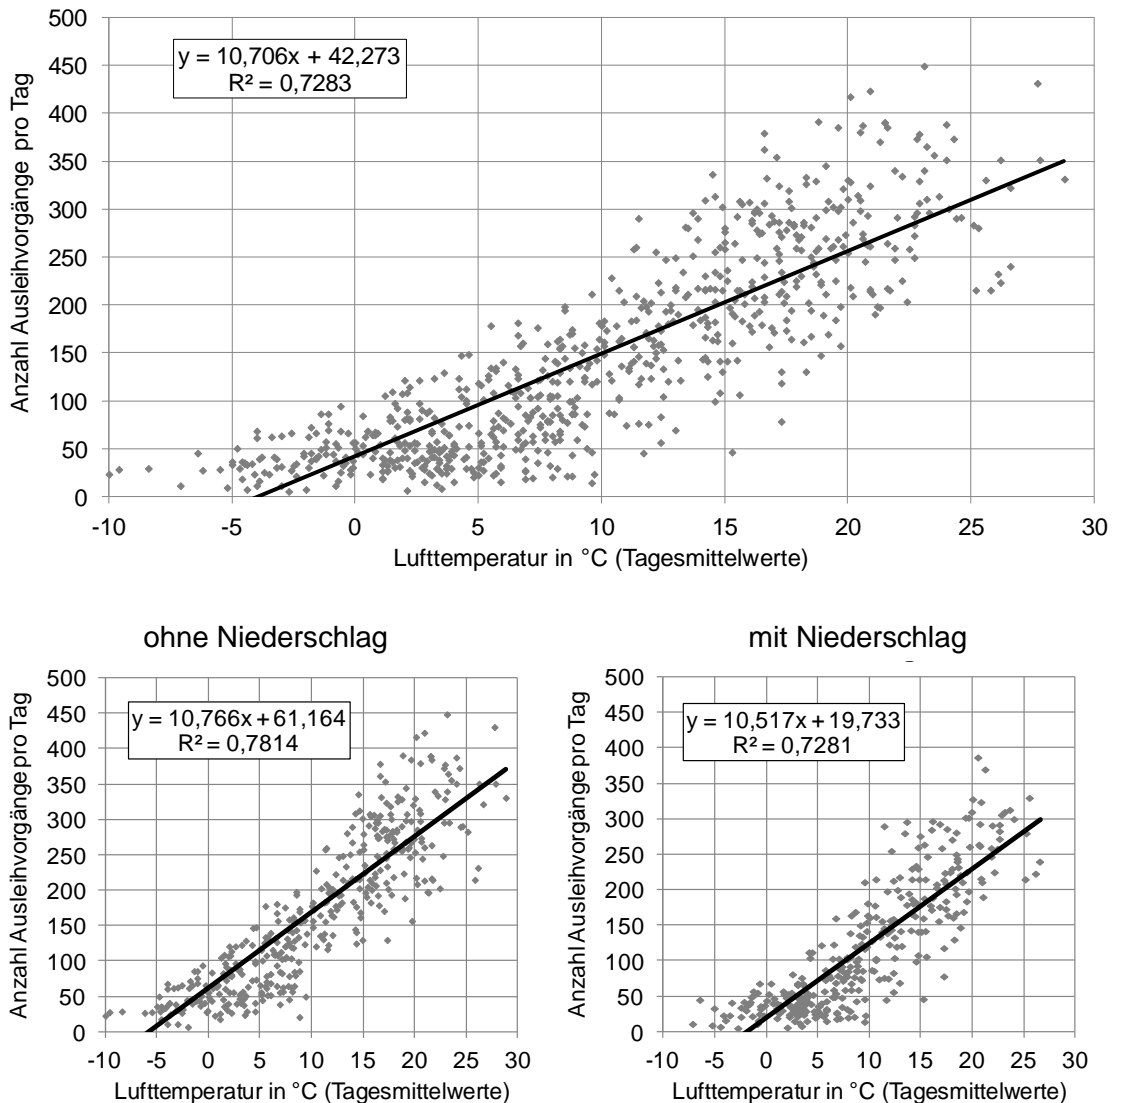 500
450
400
350
300
250
200
150
100
50
0
Anzahl Ausleihvorgänge pro Tag
y = 10,706x + 42,273
R² = 0,7283
-10 -5 0 5 10 15 20 25 30
Lufttemperatur in °C (Tagesmittelwerte)
ohne Niederschlag
500
450
400
350
300
250
200
150
100
50
0
Anzahl Ausleihvorgänge pro Tag
y = 10,766x + 61,164
R² = 0,7814
-10 -5 0 5 10 15 20 25 30
Lufttemperatur in °C (Tagesmittelwerte)
mit Niederschlag
500
450
400
350
300
250
200
150
100
50
0
Anzahl Ausleihvorgänge pro Tag
y = 10,517x + 19,733
R² = 0,7281
-10 -5 0 5 10 15 20 25 30
Lufttemperatur in °C (Tagesmittelwerte)